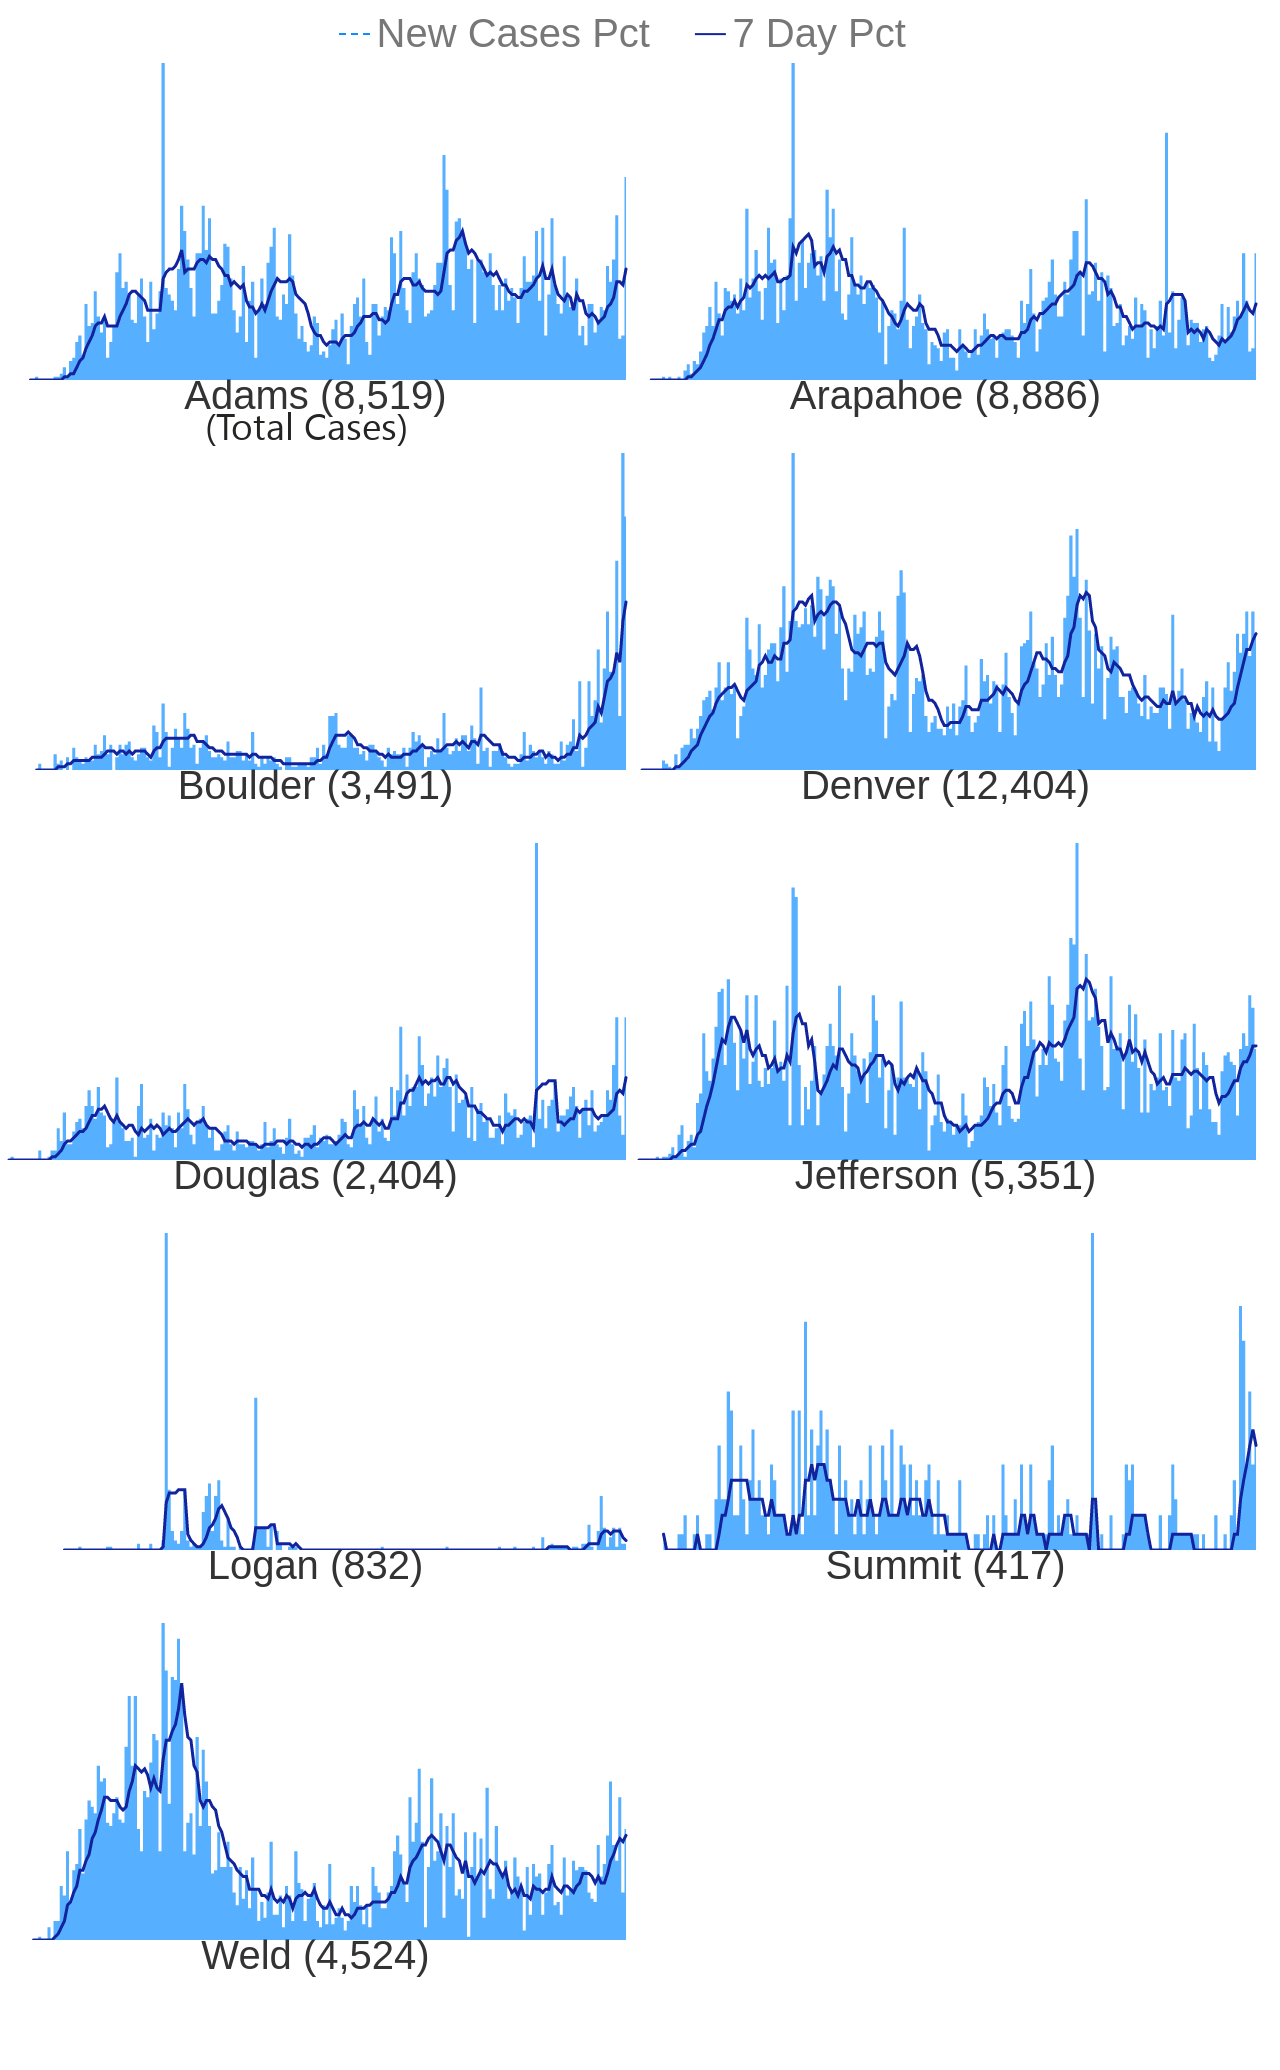 New Cases Pct 7 Day Pct
Adams (8,519) Arapahoe (8,886)
(Total Cases)
Boulder (3,491) Denver (12,404)
Douglas (2,404) Jefferson (5,351)
Logan (832) Summit (417)
Weld (4,524)